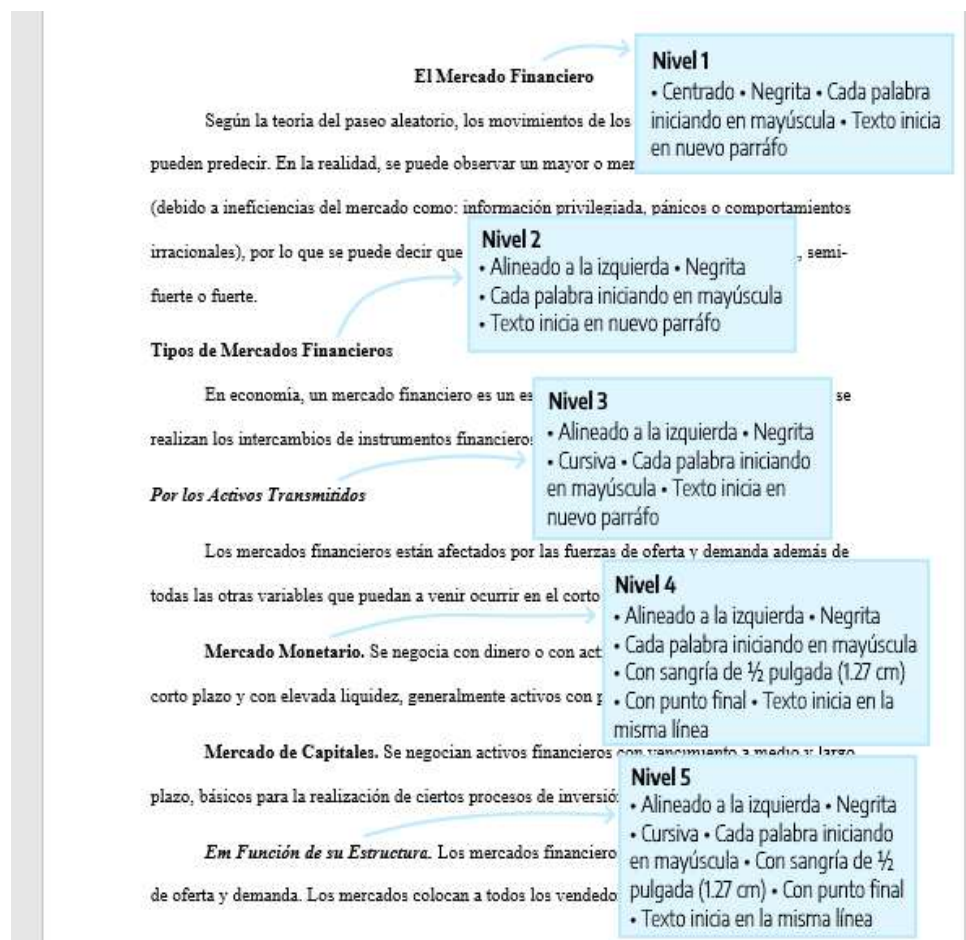 El Mercado Financiero
Según la teoría del paseo aleatorio, los movimientos de los
pueden predecir. En la realidad, se puede observar un mayor o
(debido a ineficiencias del mercado como: información privilegiada, pánicos o comportamientos
irracionales), por lo que se puede decir que , semi-
fuerte o fuerte.
Tipos de Mercados Financieros
En economía, un mercado financiero es un se
realizan los intercambios de instrumentos financieros
Por los Activos Transmitidos
Los mercados financieros están afectados por las fuerzas de oferta y demanda además de
todas las otras variables que puedan a venir ocurrir en el corto
Mercado Monetario. Se negocia con dinero o con
corto plazo y con elevada liquidez, generalmente activos con
Mercado de Capitales. Se negocian activos financieros con vencimiento a medio y largo
plazo, básicos para la realización de ciertos procesos de inversió
Em Función de su Estructura. Los mercados financiero
de oferta y demanda. Los mercados colocan a todos los vendedo
Nivel 1
• Centrado • Negrita • Cada palabra
iniciando en mayúscula • Texto inicia
en nuevo parráfo
Nivel 2
• Alineado a la izquierda • Negrita
• Cada palabra iniciando en mayúscula
• Texto inicia en nuevo parráfo
Nivel 3
• Alineado a la izquierda • Negrita
• Cursiva • Cada palabra iniciando
en mayúscula • Texto inicia en
nuevo parráfo
Nivel 4
• Alineado a la izquierda • Negrita
• Cada palabra iniciando en mayúscula
• Con sangría de ½ pulgada (1.27 cm)
• Con punto final • Texto inicia en la
misma línea
Nivel 5
• Alineado a la izquierda • Negrita
• Cursiva • Cada palabra iniciando
en mayúscula • Con sangría de ½
pulgada (1.27 cm) • Con punto final
• Texto inicia en la misma línea